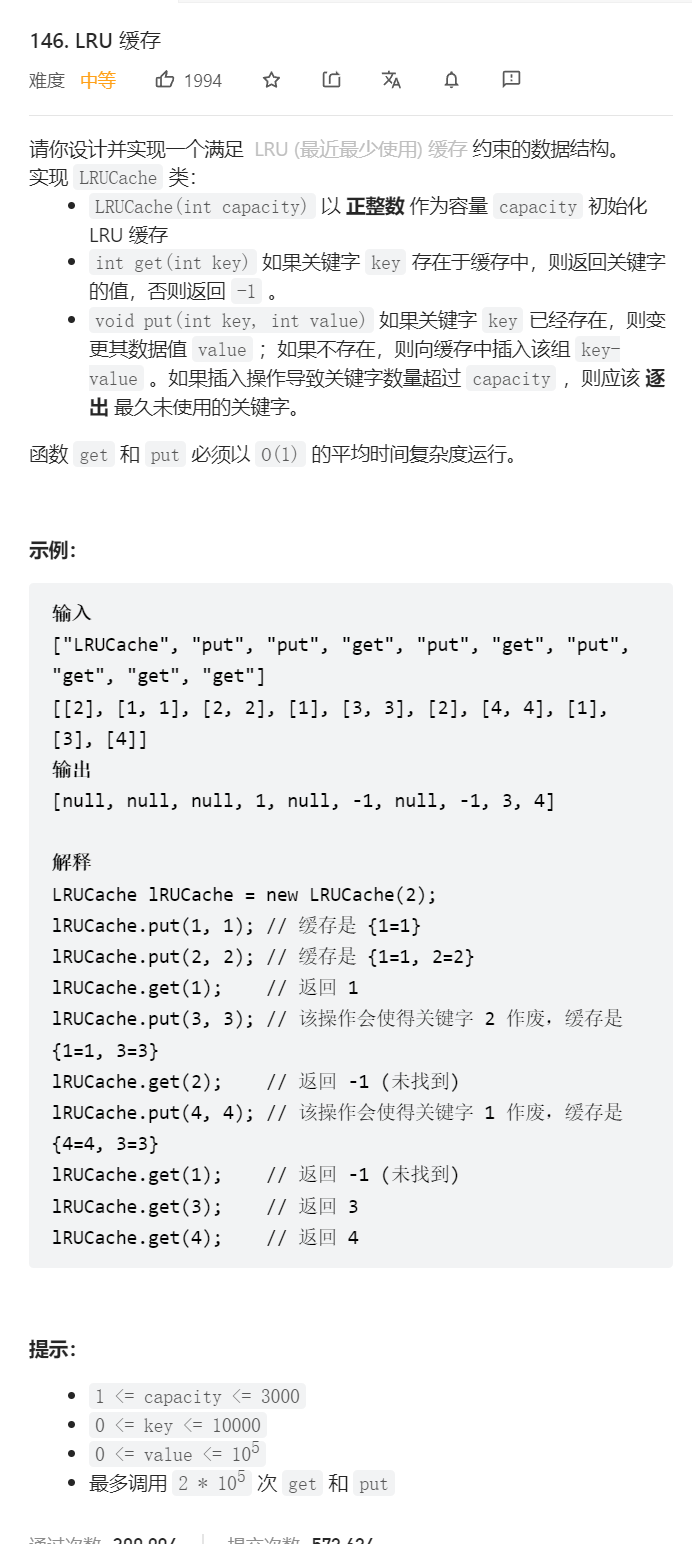 146. LRU 缓存
难度 中等 1994
请你设计并实现一个满足 LRU (最近最少使用) 缓存 约束的数据结构。
实现 LRUCache 类：
LRUCache(int capacity) 以 正整数 作为容量 capacity 初始化
LRU 缓存
int get(int key) 如果关键字 key 存在于缓存中，则返回关键字
的值，否则返回 -1 。
void put(int key, int value) 如果关键字 key 已经存在，则变
更其数据值 value ；如果不存在，则向缓存中插入该组 key-
value 。如果插入操作导致关键字数量超过 capacity ，则应该 逐
出 最久未使用的关键字。
函数 get 和 put 必须以 O(1) 的平均时间复杂度运行。
示例：
输入
["LRUCache", "put", "put", "get", "put", "get", "put",
"get", "get", "get"]
[[2], [1, 1], [2, 2], [1], [3, 3], [2], [4, 4], [1],
[3], [4]]
输出
[null, null, null, 1, null, -1, null, -1, 3, 4]
解释
LRUCache lRUCache = new LRUCache(2);
lRUCache.put(1, 1); // 缓存是 {1=1}
lRUCache.put(2, 2); // 缓存是 {1=1, 2=2}
lRUCache.get(1);    // 返回 1
lRUCache.put(3, 3); // 该操作会使得关键字 2 作废，缓存是
{1=1, 3=3}
lRUCache.get(2);    // 返回 -1 (未找到)
lRUCache.put(4, 4); // 该操作会使得关键字 1 作废，缓存是
{4=4, 3=3}
lRUCache.get(1);    // 返回 -1 (未找到)
lRUCache.get(3);    // 返回 3
lRUCache.get(4);    // 返回 4
提示：
1 <= capacity <= 3000
0 <= key <= 10000
0 <= value <= 10⁵
最多调用 2 * 10⁵ 次 get 和 put